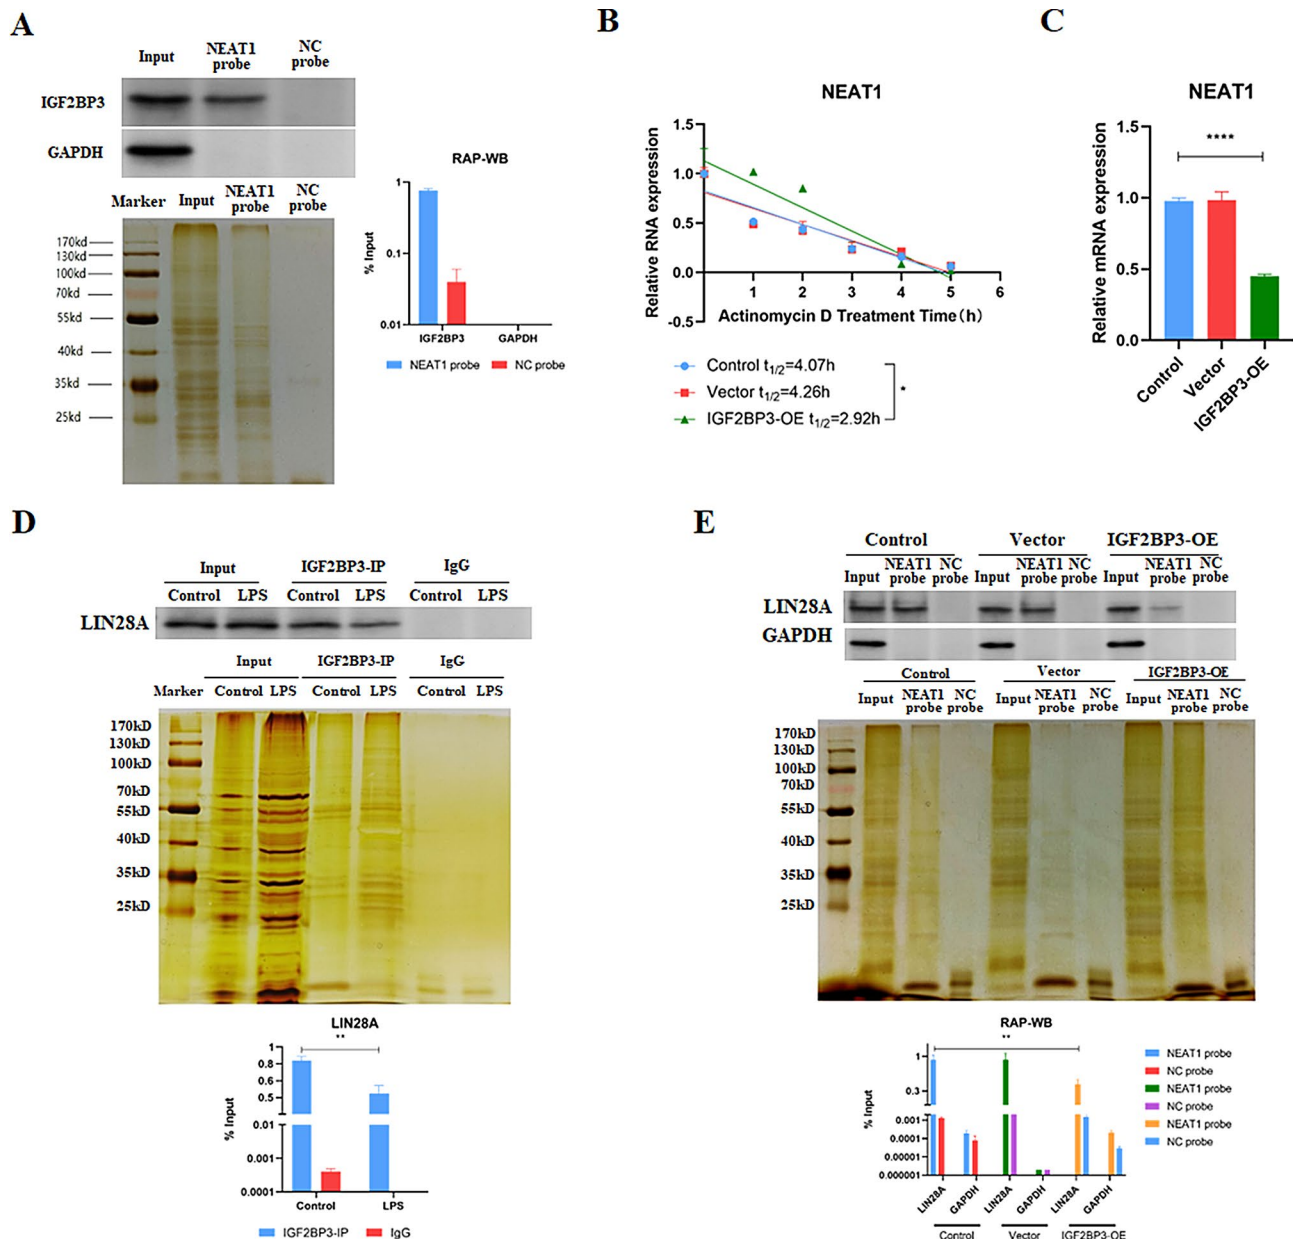 A
Input
NEAT1
probe
NC
probe
IGF2BP3
GAPDH
Marker
Input
NEAT1
probe
NC
probe
170kd
130kd
100kd
70kd
55kd
40kd
35kd
25kd
RAP-WB
% Input
1
0.1
0.01
IGF2BP3
GAPDH
NEAT1 probe
NC probe
B
NEAT1
Relative RNA expression
1.5
1.0
0.5
0.0
-0.5
1 2 3 4 5 6
Actinomycin D Treatment Time(h)
Control t1/2=4.07h
Vector t1/2=4.26h
IGF2BP3-OE t1/2=2.92h
*
C
NEAT1
Relative mRNA expression
1.5
1.0
0.5
0.0
****
Control
Vector
IGF2BP3-OE
D
Input IGF2BP3-IP IgG
Control LPS Control LPS Control LPS
LIN28A
Input IGF2BP3-IP IgG
Marker Control LPS Control LPS Control LPS
170kD
130kD
100kD
70kD
55kD
40kD
35kD
25kD
LIN28A
**
% Input
1
0.8
0.6
0.5
0.01
0.001
0.0001
Control LPS
IGF2BP3-IP IgG
E
Control Vector IGF2BP3-OE
Input NEAT1 probe NC probe Input NEAT1 probe NC probe Input NEAT1 probe NC probe
LIN28A
GAPDH
Control Vector IGF2BP3-OE
Input NEAT1 probe NC probe Input NEAT1 probe NC probe Input NEAT1 probe NC probe
170kD
130kD
100kD
70kD
55kD
40kD
35kD
25kD
RAP-WB
**
% Input
1
0.3
0.001
0.0001
0.00001
0.000001
LIN28A GAPDH LIN28A GAPDH LIN28A GAPDH
Control Vector IGF2BP3-OE
NEAT1 probe
NC probe
NEAT1 probe
NC probe
NEAT1 probe
NC probe